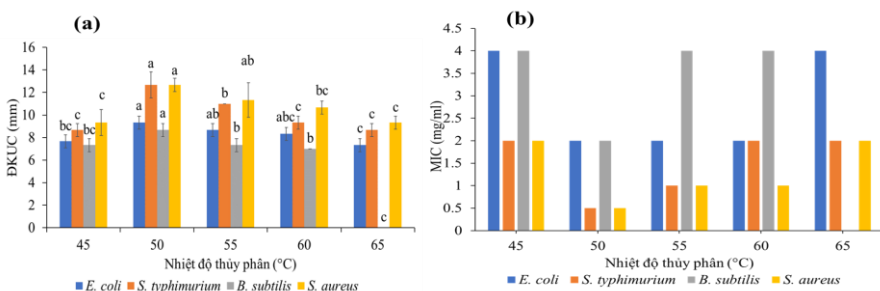 (a)
ĐKUC (mm)
16
14
12
10
8
6
4
2
0
bc c bc c
a a a a
ab b b ab
abc c b bc
c c c c
45 50 55 60 65
Nhiệt độ thủy phân (°C)
E. coli S. typhimurium B. subtilis S. aureus
(b)
MIC (mg/ml)
4.5
4
3.5
3
2.5
2
1.5
1
0.5
0
45 50 55 60 65
Nhiệt độ thủy phân (°C)
E. coli S. typhimurium B. subtilis S. aureus